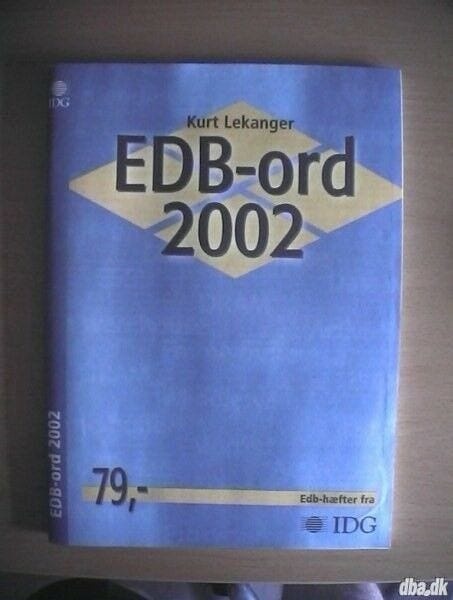 IDG
Kurt Lekanger
EDB-ord
2002
EDB-ord 2002
79,-
Edb-hæfter fra
IDG
dba.dk